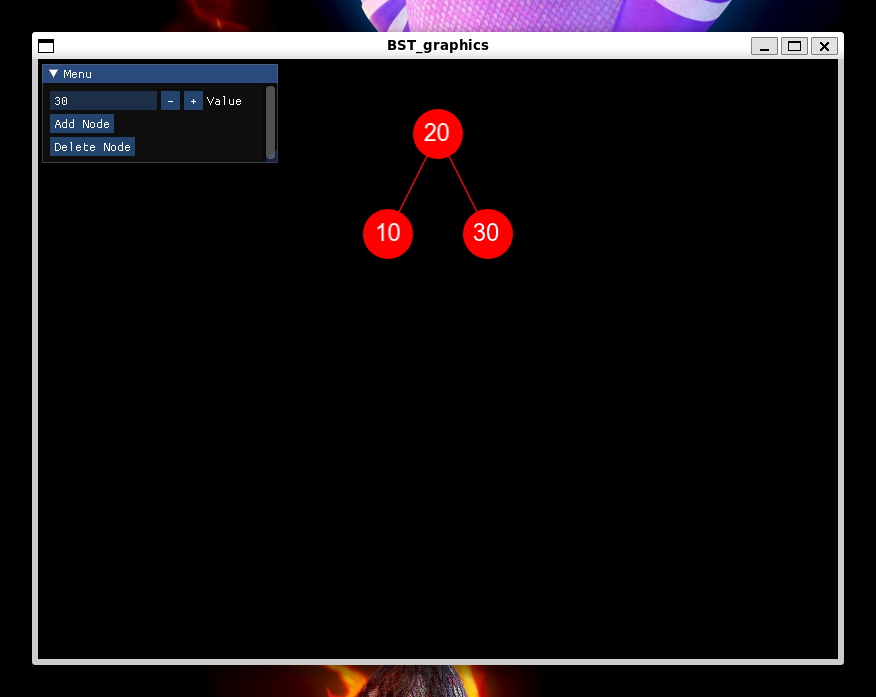 BST_graphics
Menu
30 - + Value
Add Node
Delete Node
20
10 30